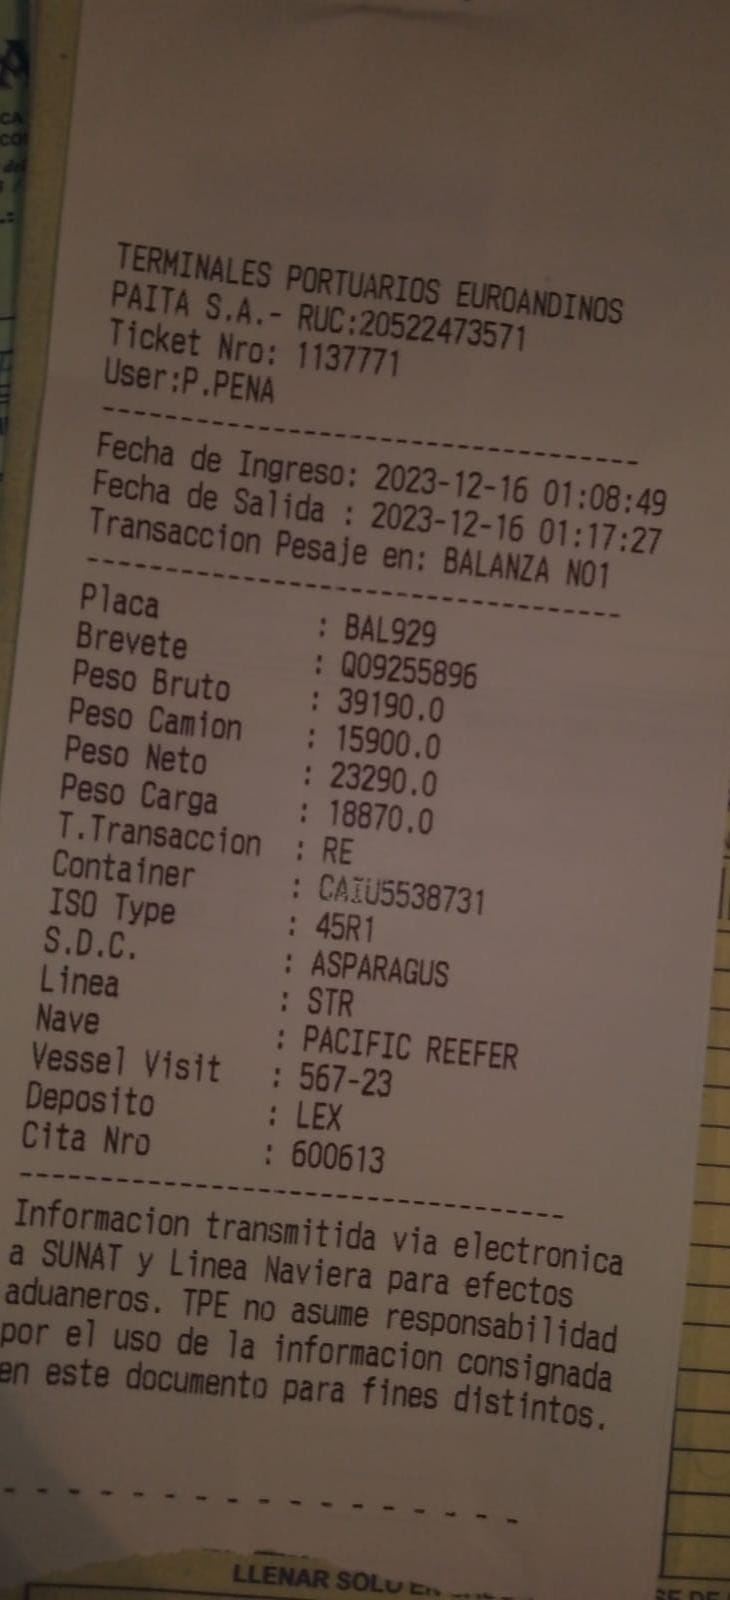 TERMINALES PORTUARIOS EUROANDINOS
PAITA S.A.- RUC:20522473571
Ticket Nro: 1137771
User:P.PENA
---------------------------------
Fecha de Ingreso: 2023-12-16 01:08:49
Fecha de Salida : 2023-12-16 01:17:27
Transaccion Pesaje en: BALANZA NO1
---------------------------------
Placa : BAL929
Brevete : Q09255896
Peso Bruto : 39190.0
Peso Camion : 15900.0
Peso Neto : 23290.0
Peso Carga : 18870.0
T.Transaccion : RE
Container : CAIU5538731
ISO Type : 45R1
S.D.C. : ASPARAGUS
Linea : STR
Nave : PACIFIC REEFER
Vessel Visit : 567-23
Deposito : LEX
Cita Nro : 600613
---------------------------------
Informacion transmitida via electronica
a SUNAT y Linea Naviera para efectos
aduaneros. TPE no asume responsabilidad
por el uso de la informacion consignada
en este documento para fines distintos.
- - - - - - - - - - - - - - - - - -
LLENAR SOLO EN